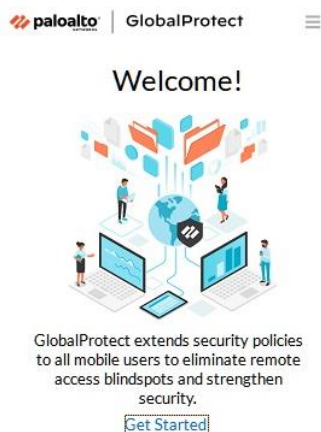 paloalto NETWORKS GlobalProtect
Welcome!
GlobalProtect extends security policies
to all mobile users to eliminate remote
access blindspots and strengthen
security.
Get Started